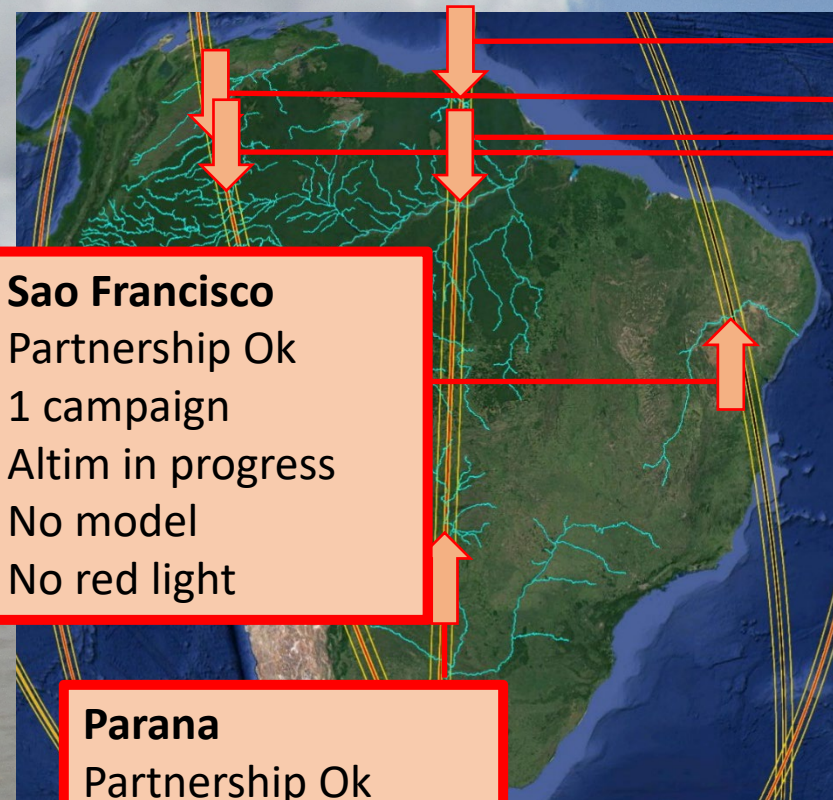 Sao Francisco
Partnership Ok
1 campaign
Altim in progress
No model
No red light
Parana
Partnership Ok